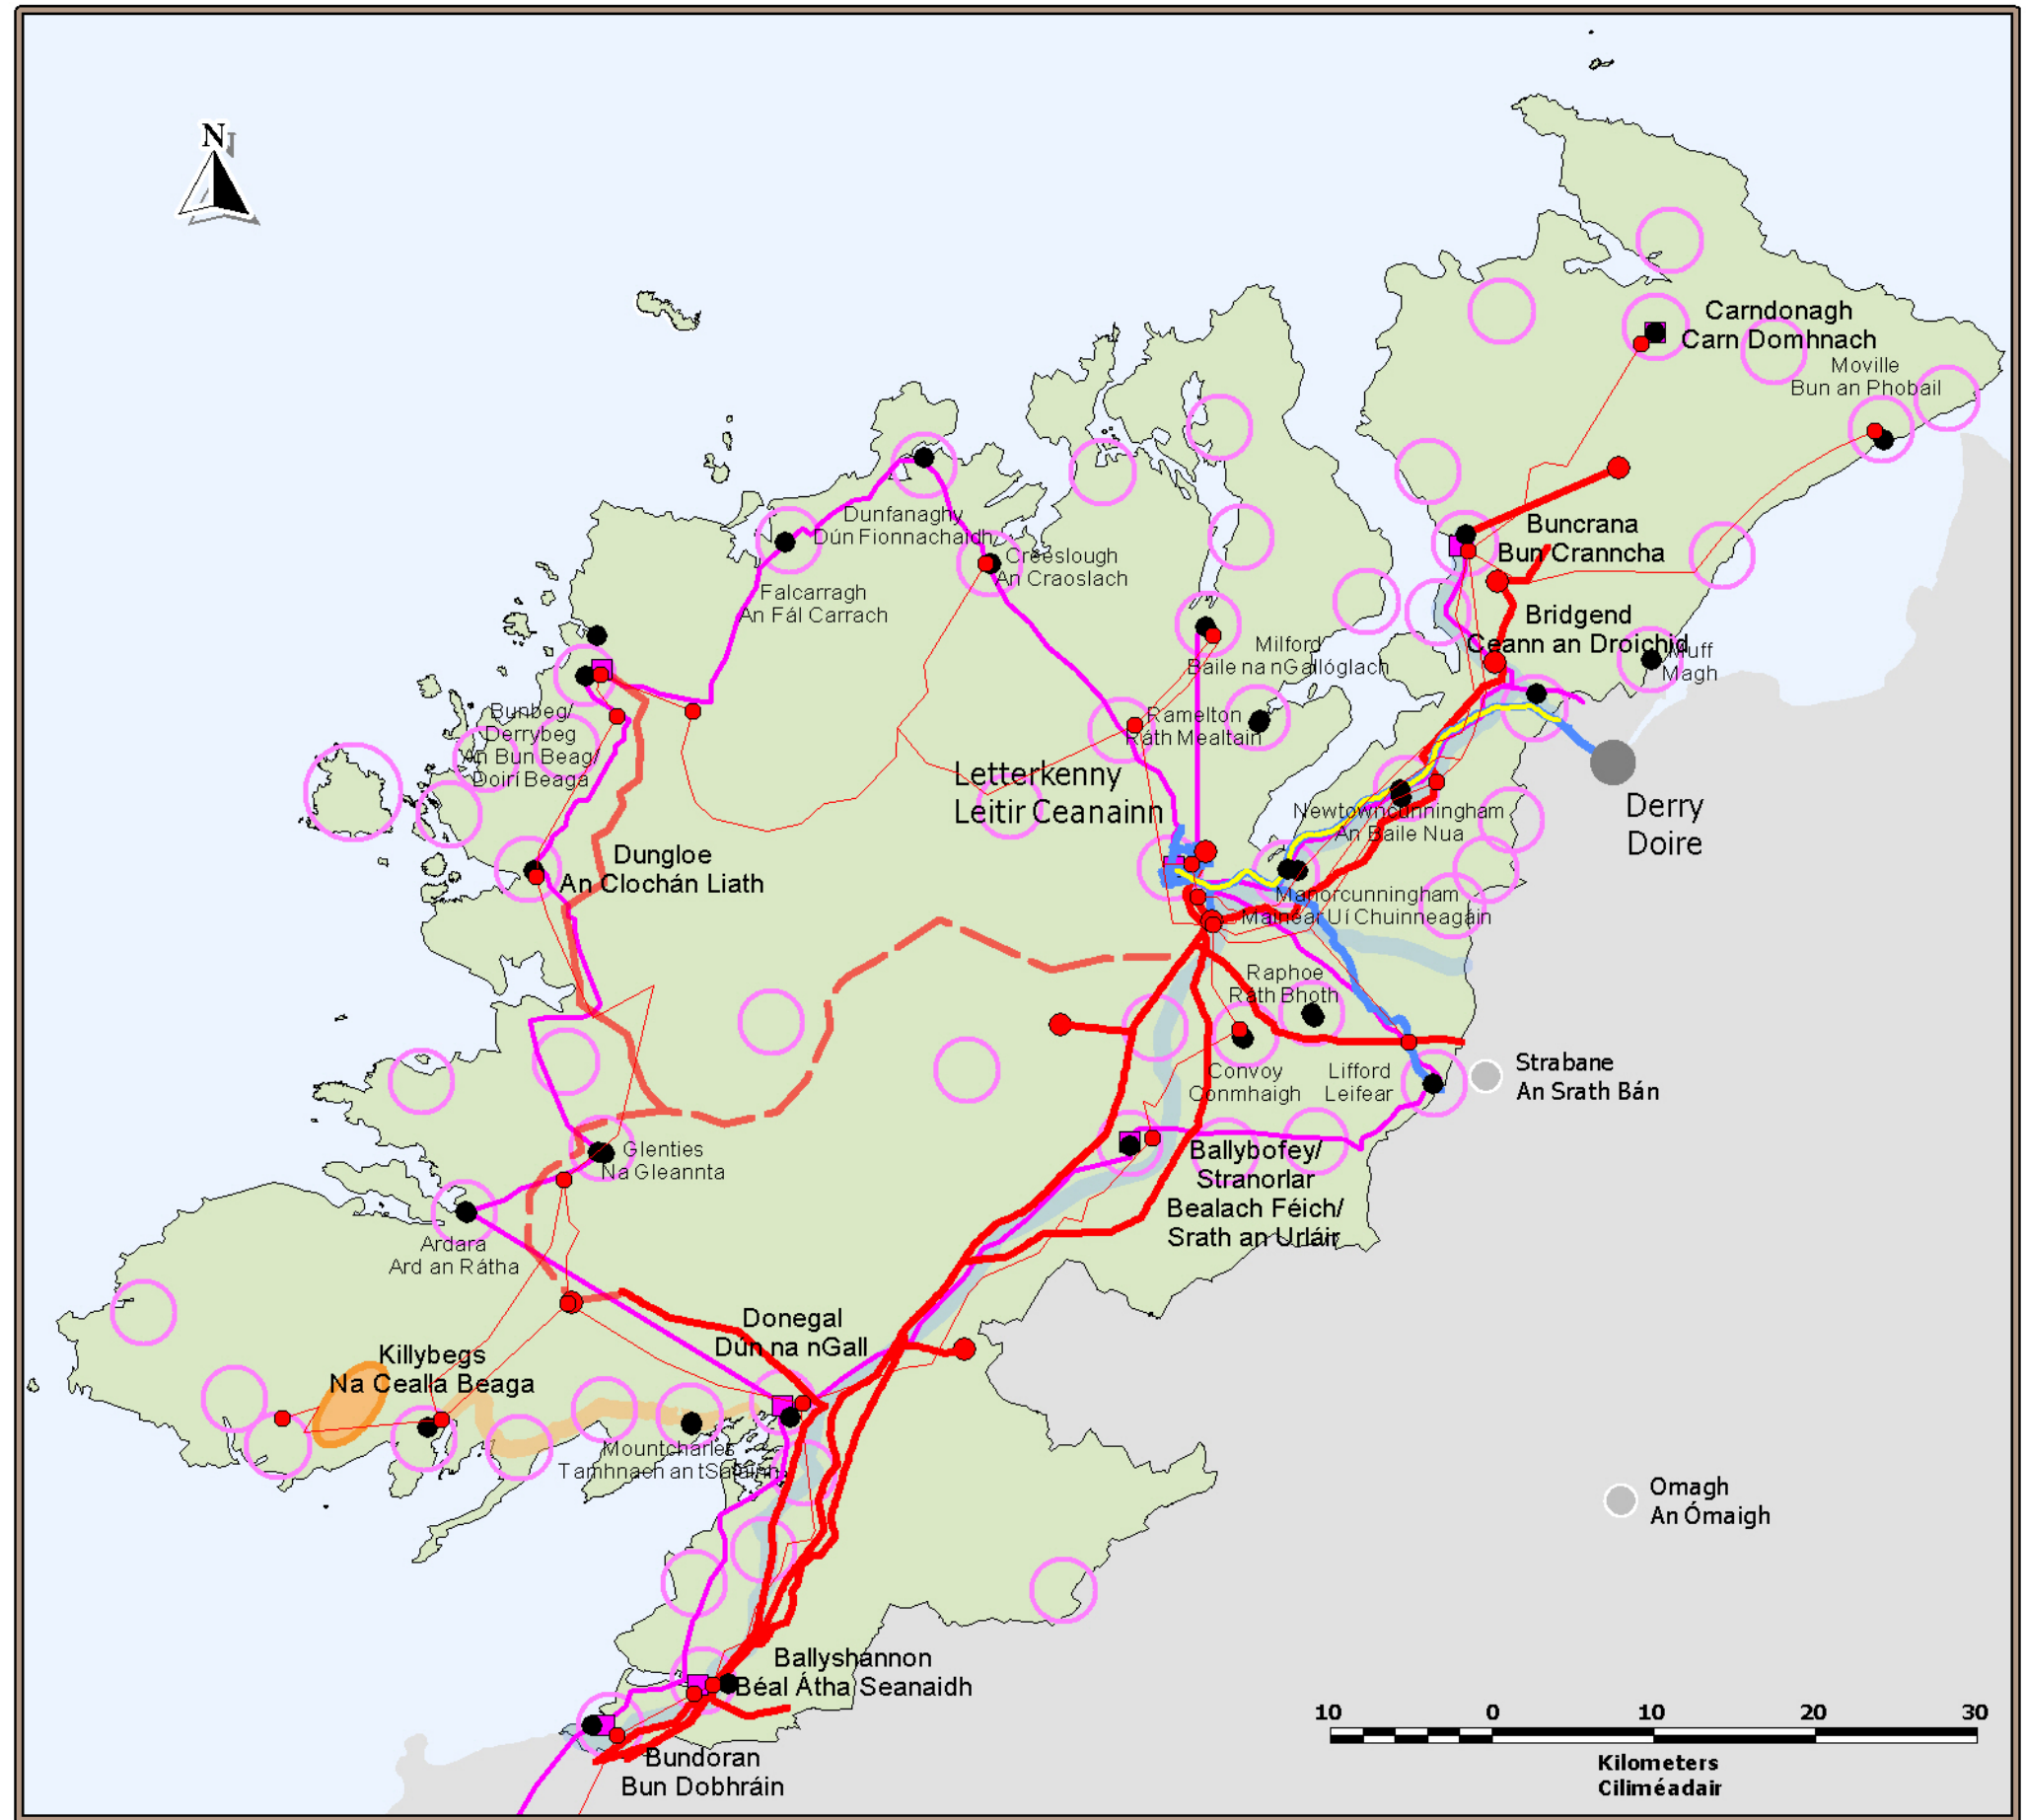 N
Carndonagh
Carn Domhnach
Moville
Bun an Phobail
Buncrana
Bun Cranncha
Dunfanaghy
Dún Fionnachaidh
Creeslough
An Craoslach
Falcarragh
An Fál Carrach
Bridgend
Ceann an Droichid
Muff
Magh
Milford
Baile na nGallóglach
Bunbeg/
Derrybeg
An Bun Beag/
Doirí Beaga
Ramelton
Ráth Mealtain
Letterkenny
Leitir Ceanainn
Derry
Doire
Newtowncunningham
An Baile Nua
Dungloe
An Clochán Liath
Manorcunningham
Mainéar Uí Chuinneagáin
Raphoe
Ráth Bhoth
Convoy
Conmhaigh
Lifford
Leifear
Strabane
An Srath Bán
Glenties
Na Gleannta
Ballybofey/
Stranorlar
Bealach Féich/
Srath an Urláir
Ardara
Ard an Rátha
Donegal
Dún na nGall
Killybegs
Na Cealla Beaga
Mountcharles
Tamhnach an tSalainn
Omagh
An Ómaigh
Ballyshannon
Béal Átha Seanaidh
Bundoran
Bun Dobhráin
10 0 10 20 30
Kilometers
Ciliméadair